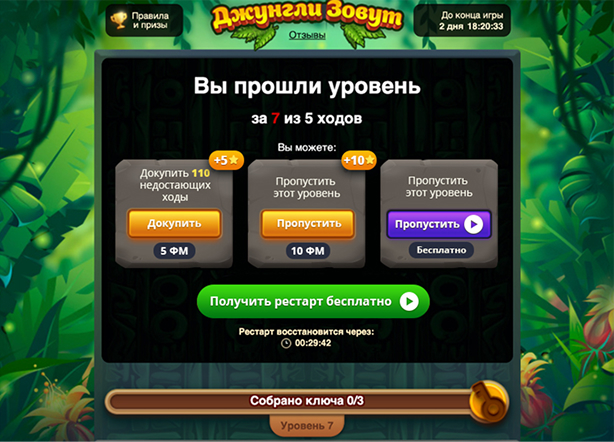 Правила
и призы
Джунгли Зовут
Отзывы
До конца игры
2 дня 18:20:33
Вы прошли уровень
за 7 из 5 ходов
Вы можете:
+5
Докупить 110
недостающих
ходы
Докупить
5 ФМ
+10
Пропустить
этот уровень
Пропустить
10 ФМ
Пропустить
этот уровень
Пропустить
Бесплатно
Получить рестарт бесплатно
Рестарт восстановится через:
00:29:42
Собрано ключа 0/3
Уровень 7